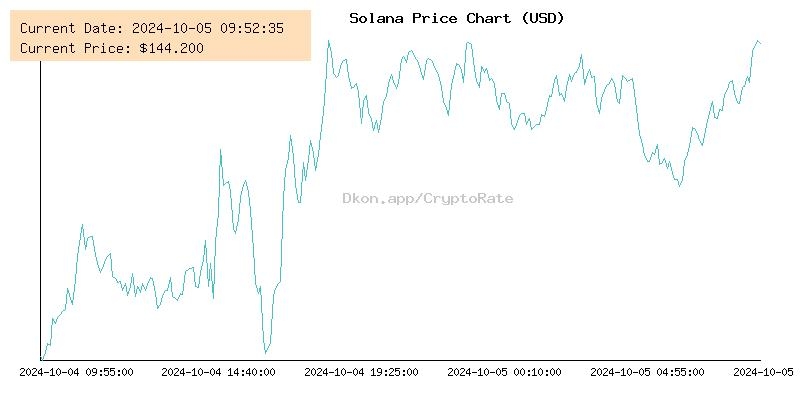 Solana Price Chart (USD)
Current Date: 2024-10-05 09:52:35
Current Price: $144.200
Dkon.app/CryptoRate
2024-10-04 09:55:00 2024-10-04 14:40:00 2024-10-04 19:25:00 2024-10-05 00:10:00 2024-10-05 04:55:00 2024-10-05